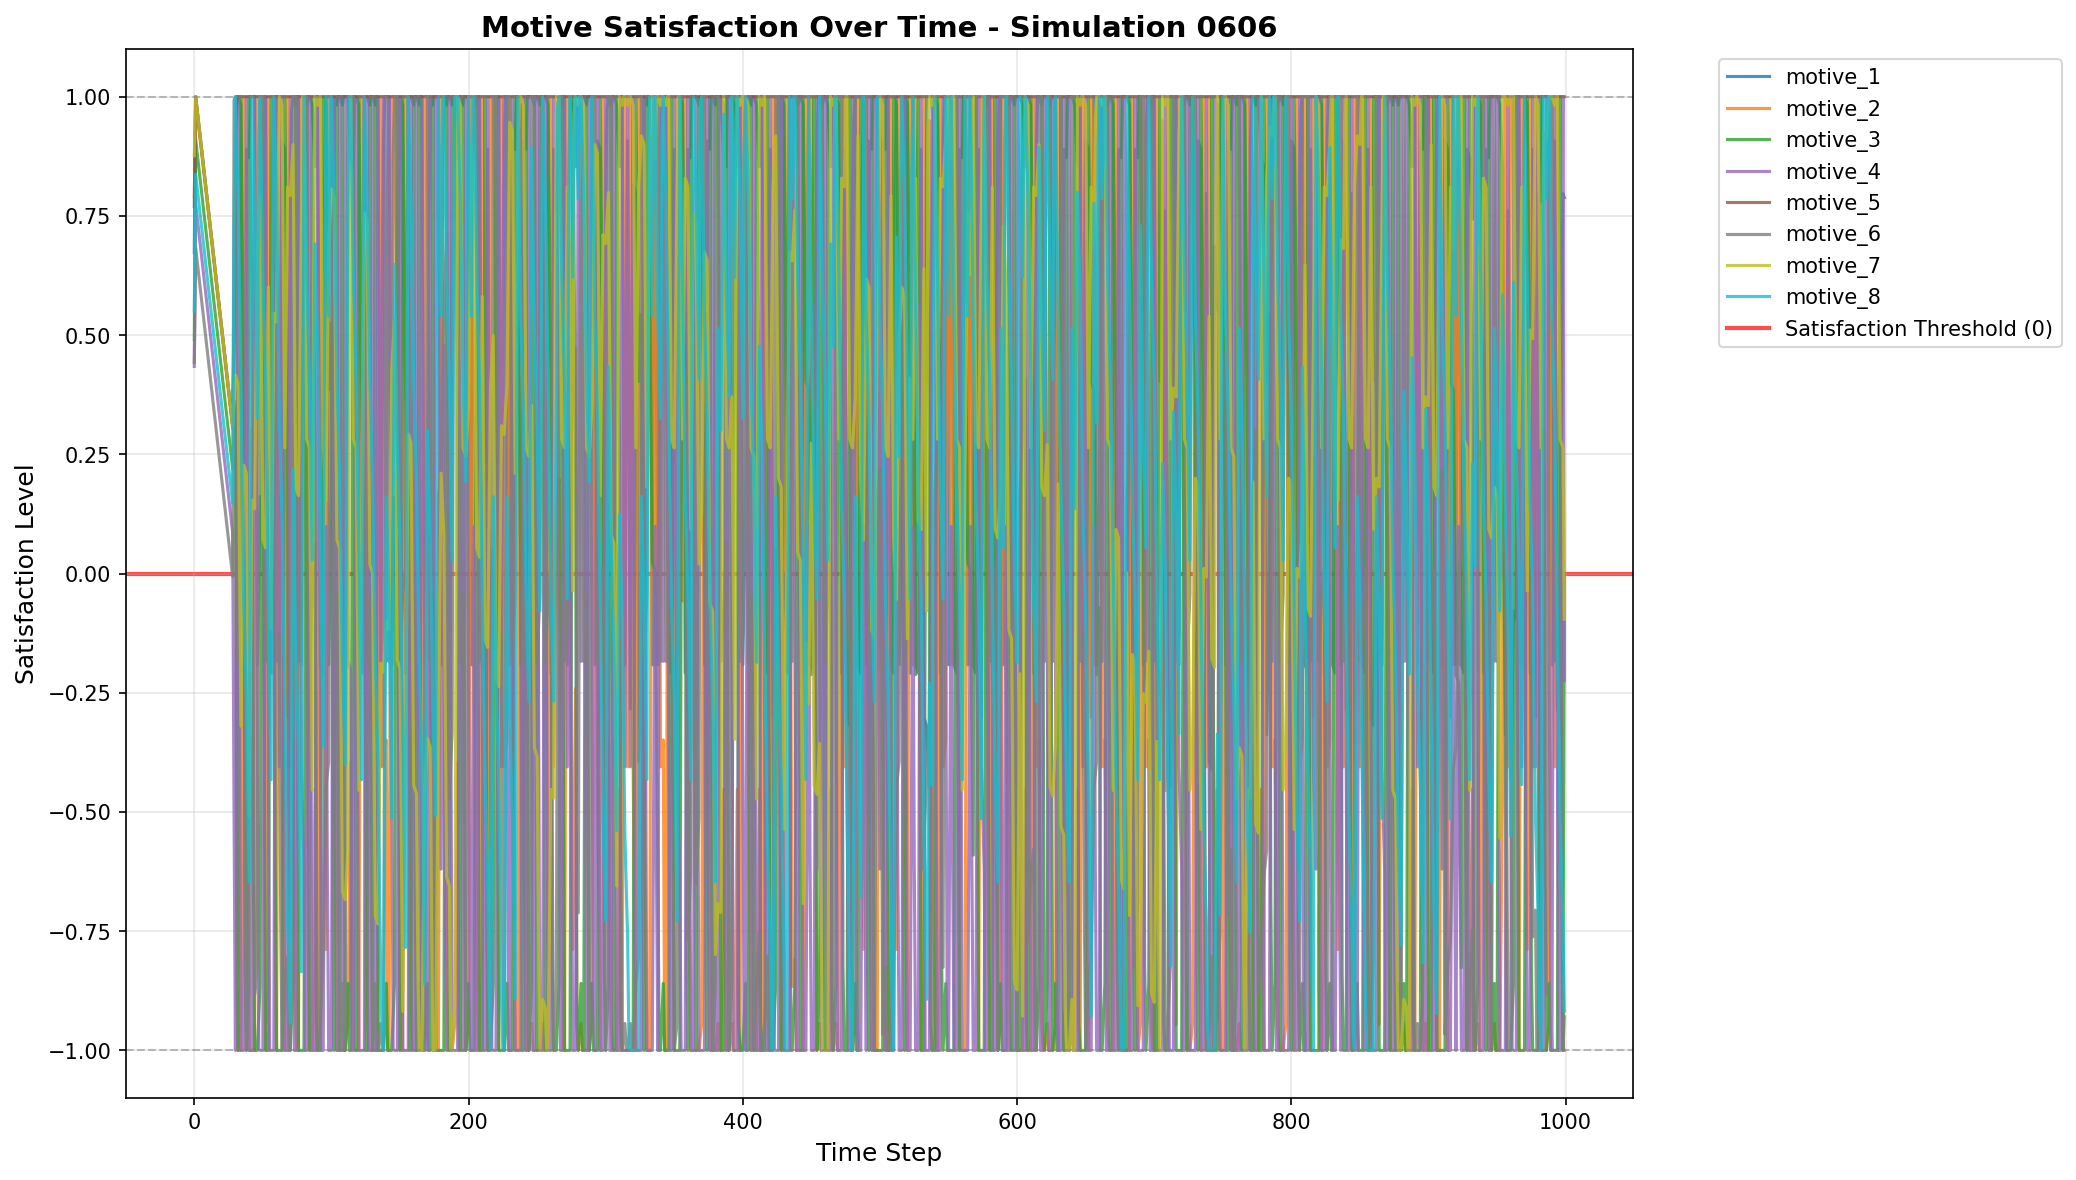 Motive Satisfaction Over Time - Simulation 0606
1.00
0.75
0.50
0.25
0.00
−0.25
−0.50
−0.75
−1.00
Satisfaction Level
0
200
400
600
800
1000
Time Step
motive_1
motive_2
motive_3
motive_4
motive_5
motive_6
motive_7
motive_8
Satisfaction Threshold (0)